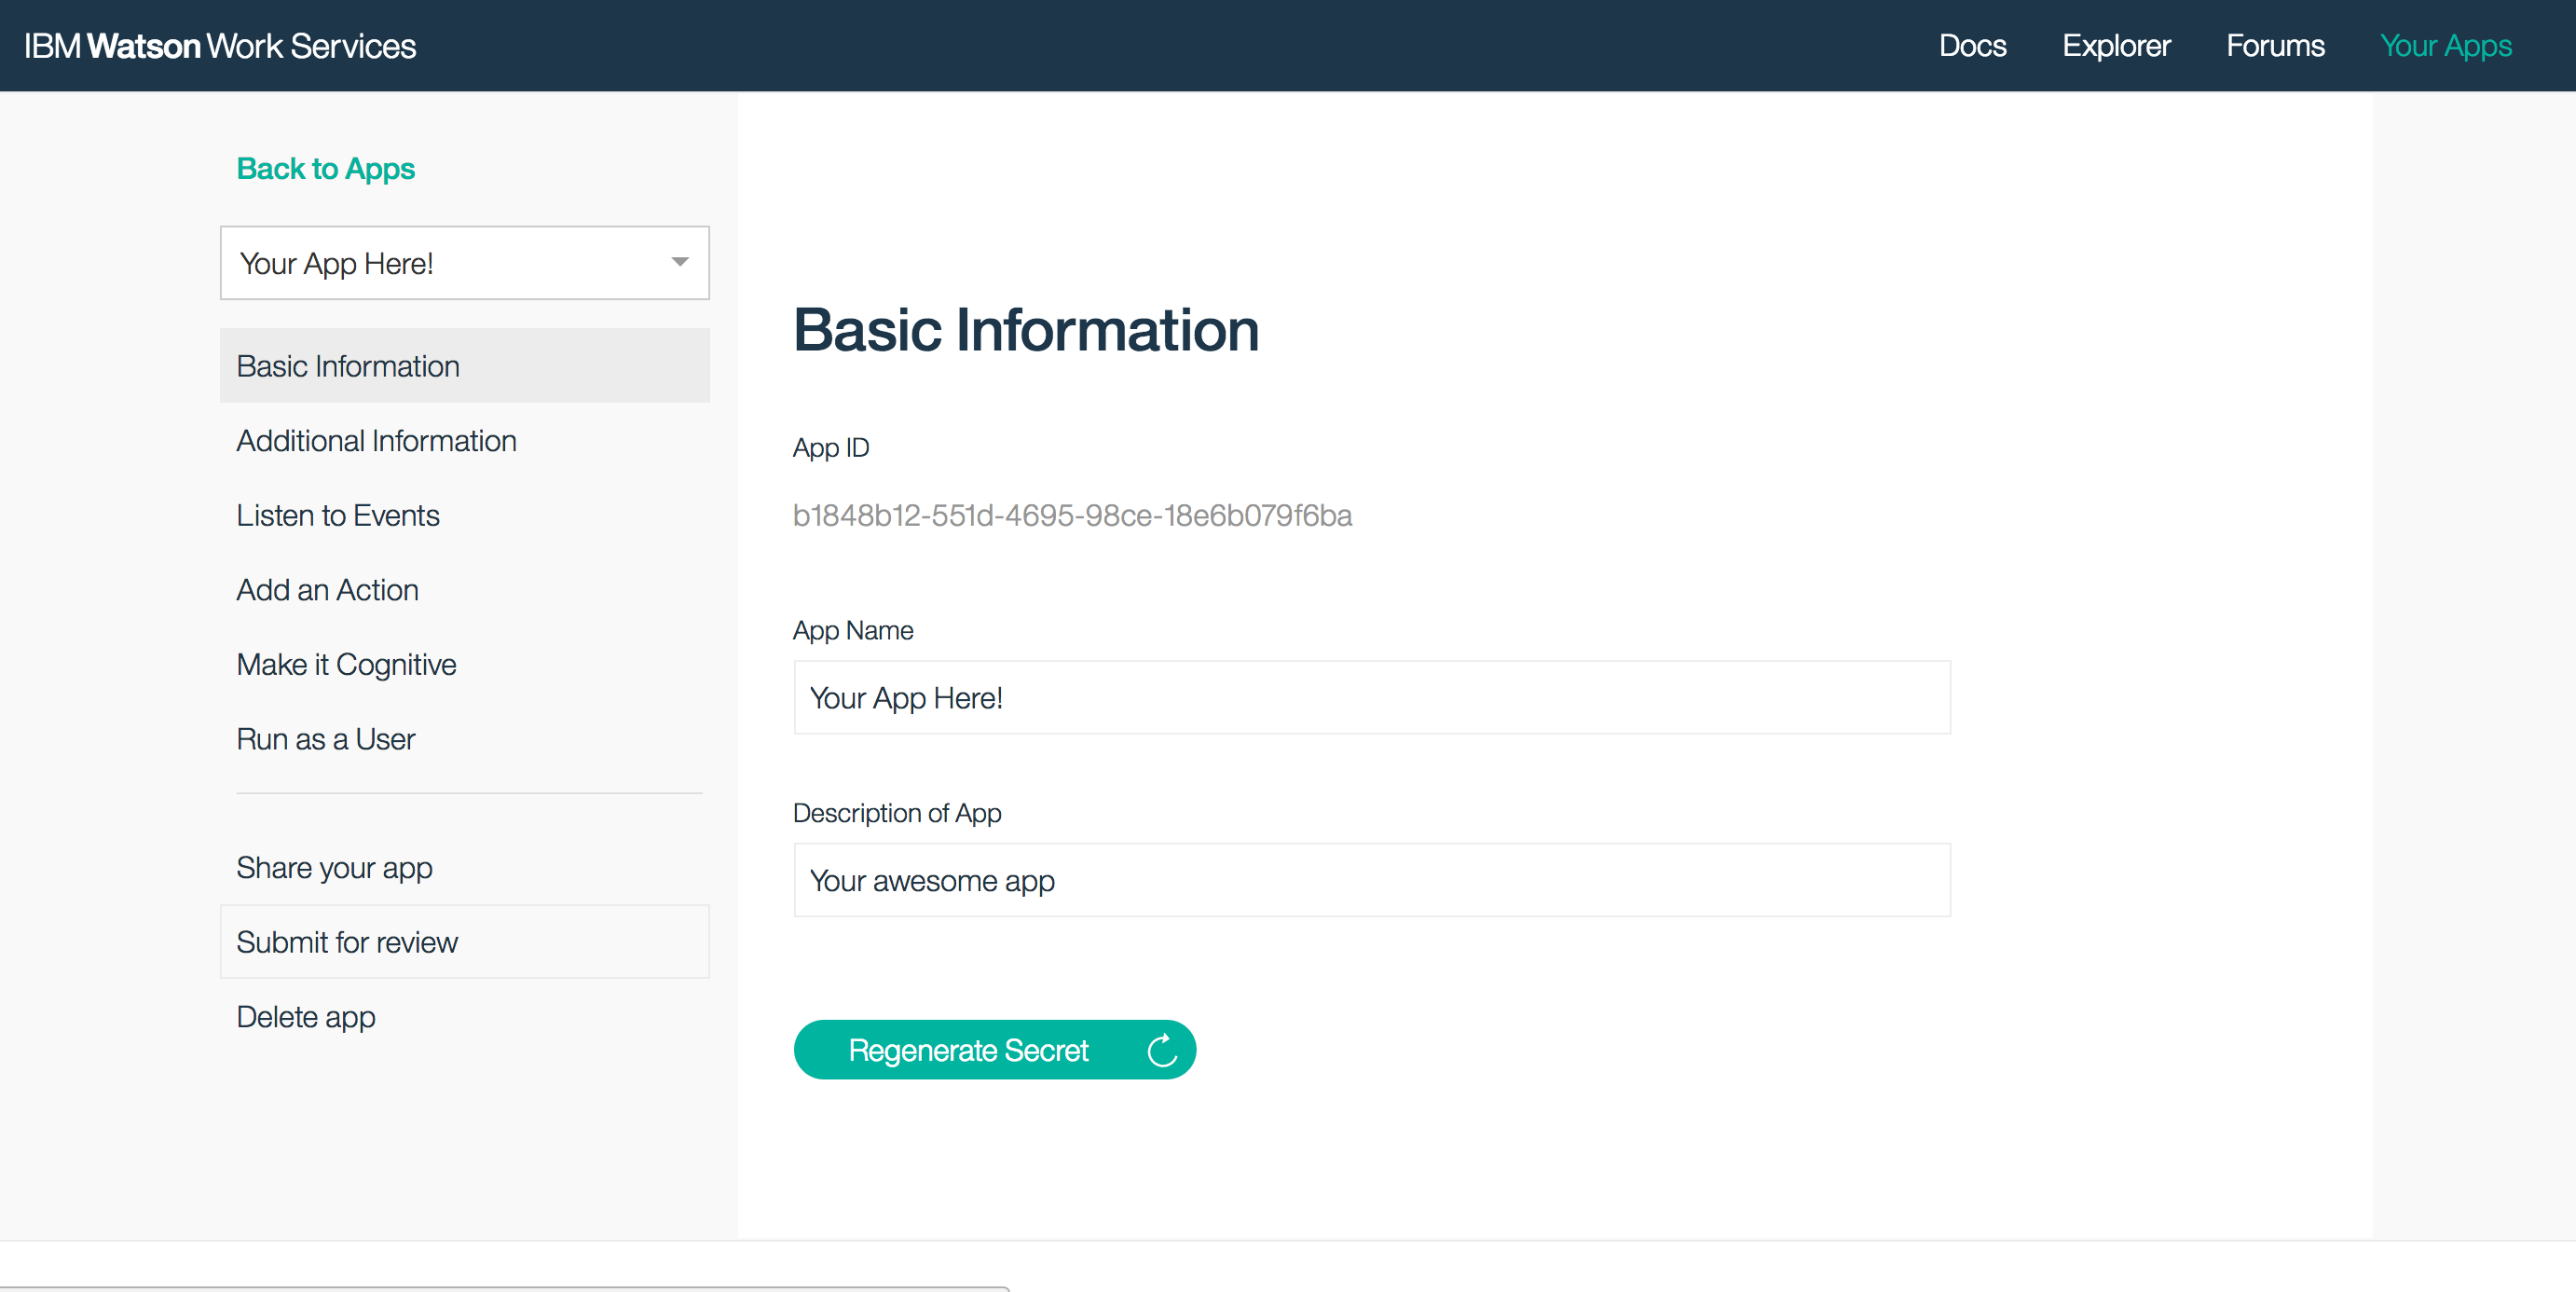 IBM Watson Work Services
Docs
Explorer
Forums
Your Apps
Back to Apps
Your App Here!
Basic Information
Additional Information
Listen to Events
Add an Action
Make it Cognitive
Run as a User
Share your app
Submit for review
Delete app
Basic Information
App ID
b1848b12-551d-4695-98ce-18e6b079f6ba
App Name
Your App Here!
Description of App
Your awesome app
Regenerate Secret